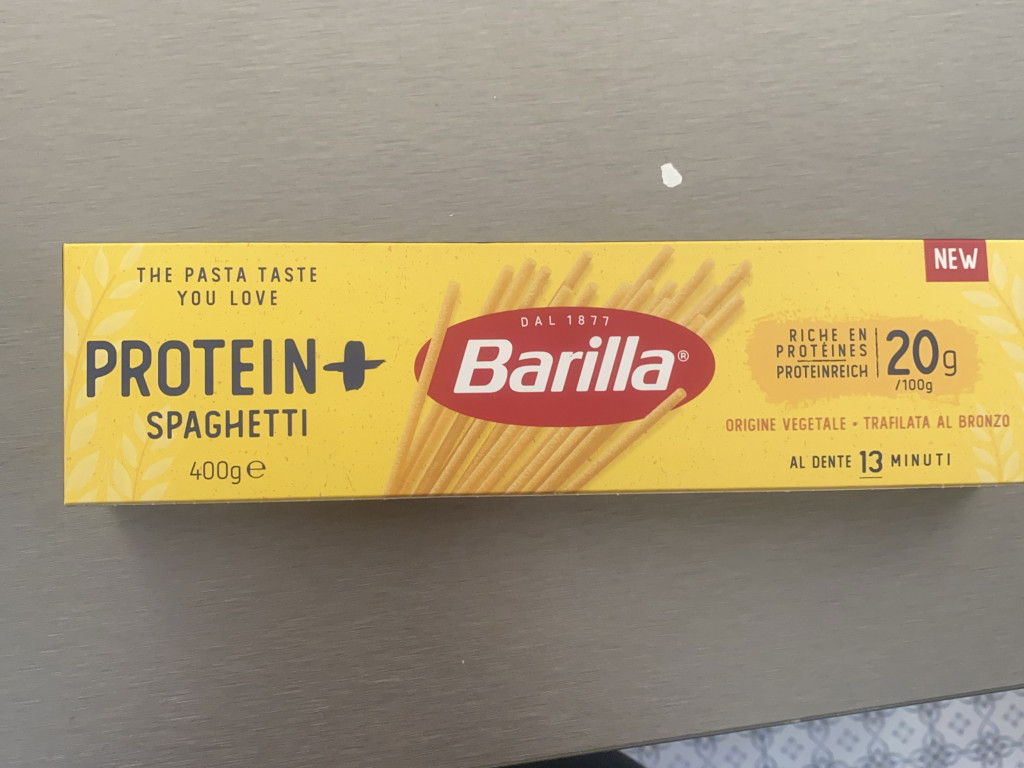 THE PASTA TASTE
YOU LOVE
PROTEIN+
SPAGHETTI
400g ℮
DAL 1877
Barilla®
NEW
RICHE EN
PROTÉINES
PROTEINREICH
20g
/100g
ORIGINE VEGETALE • TRAFILATA AL BRONZO
AL DENTE 13 MINUTI